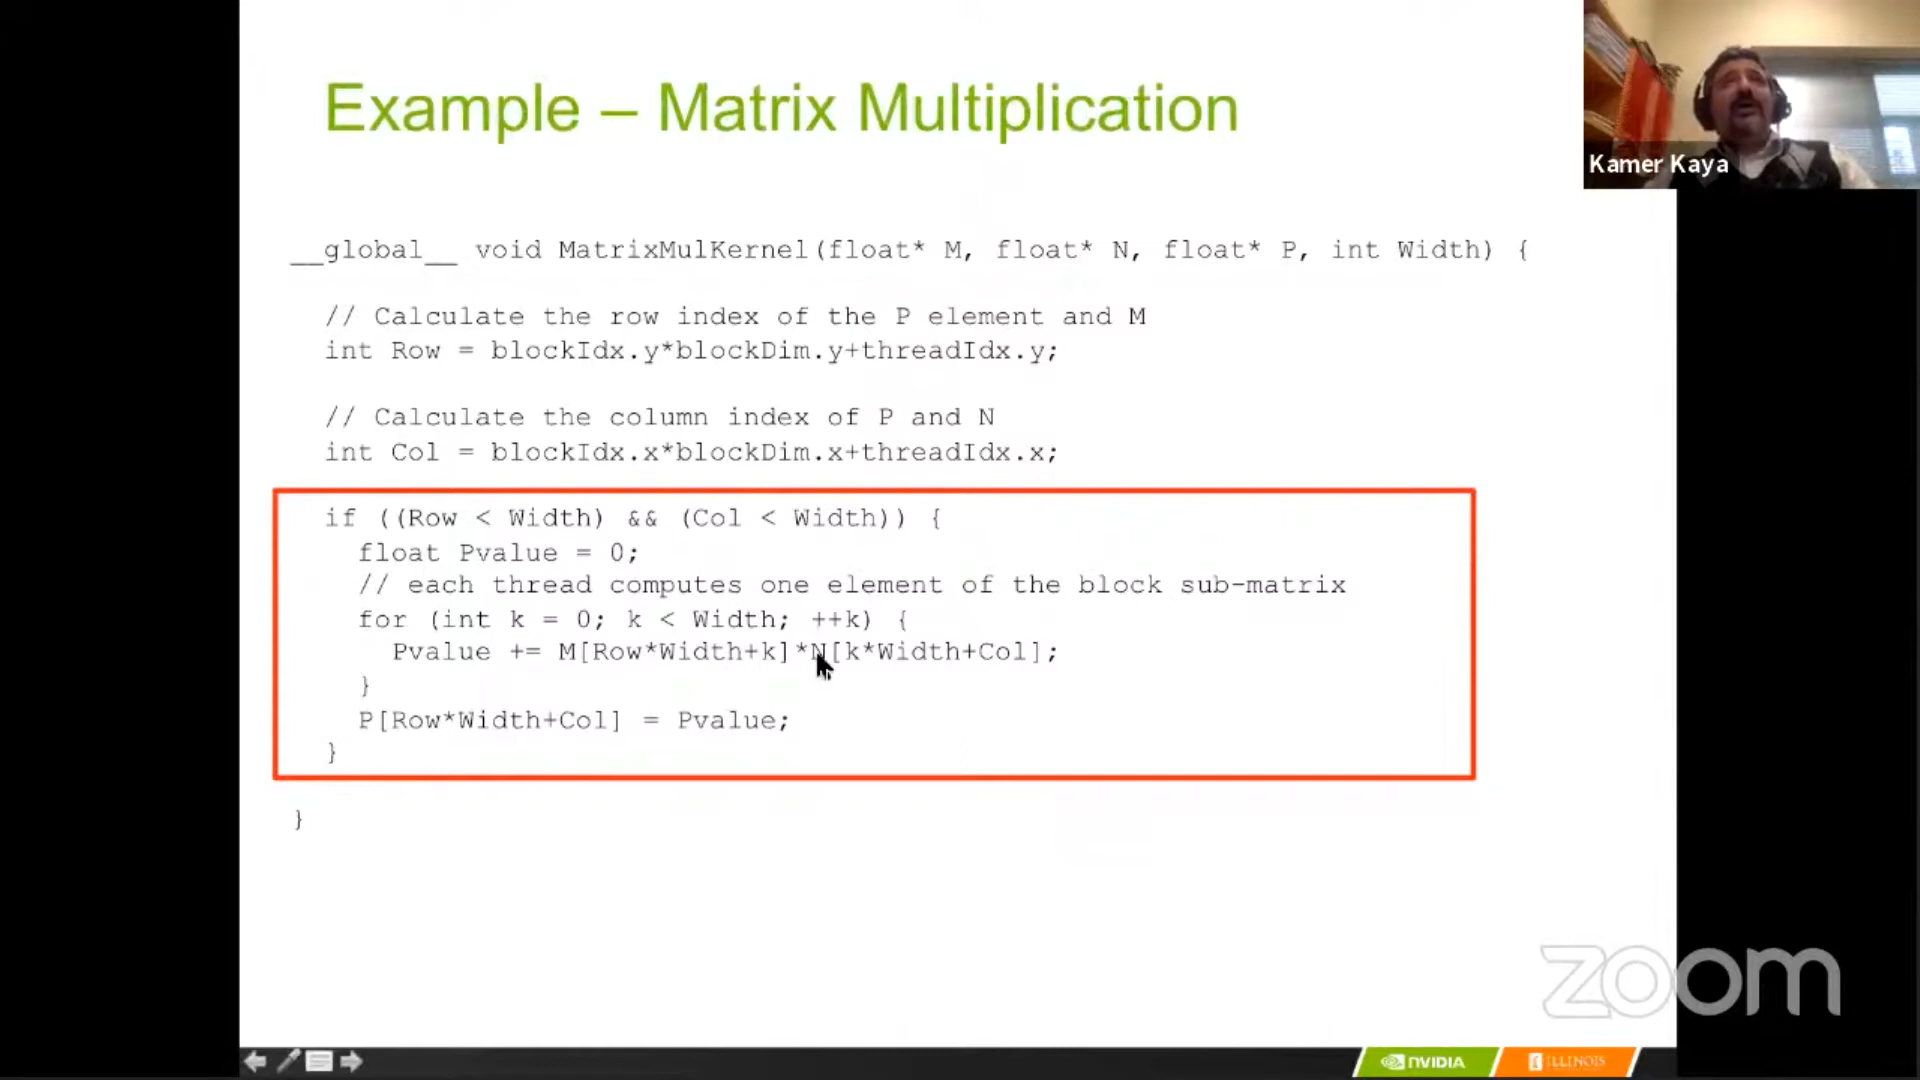 Example – Matrix Multiplication
Kamer Kaya
__global__ void MatrixMulKernel(float* M, float* N, float* P, int Width) {
// Calculate the row index of the P element and M
int Row = blockIdx.y*blockDim.y+threadIdx.y;
// Calculate the column index of P and N
int Col = blockIdx.x*blockDim.x+threadIdx.x;
if ((Row < Width) && (Col < Width)) {
float Pvalue = 0;
// each thread computes one element of the block sub-matrix
for (int k = 0; k < Width; ++k) {
Pvalue += M[Row*Width+k]*N[k*Width+Col];
}
P[Row*Width+Col] = Pvalue;
}
}
zoom
NVIDIA
I ILLINOIS